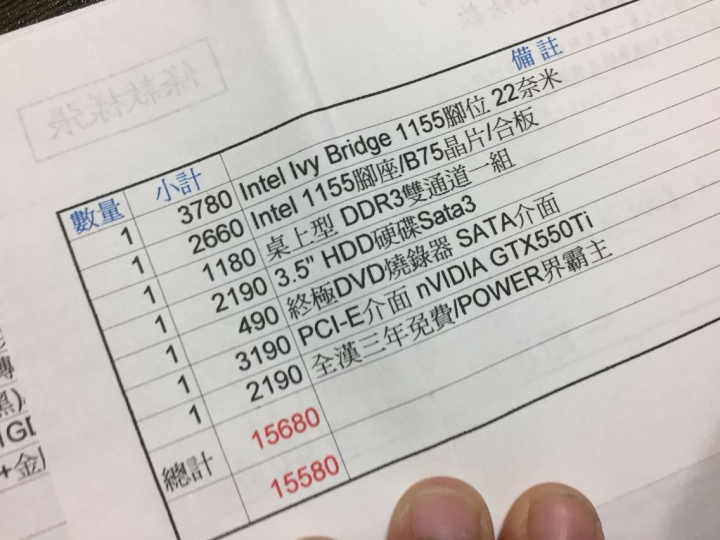 數量 小計 備註
1 3780 Intel Ivy Bridge 1155腳位 22奈米
1 2660 Intel 1155腳座/B75晶片/合板
1 1180 桌上型 DDR3雙通道一組
1 2190 3.5" HDD硬碟Sata3
1 490 終極DVD燒錄器 SATA介面
1 3190 PCI-E介面 nVIDIA GTX550Ti
1 2190 全漢三年免費/POWER界霸主
總計 15680
15580